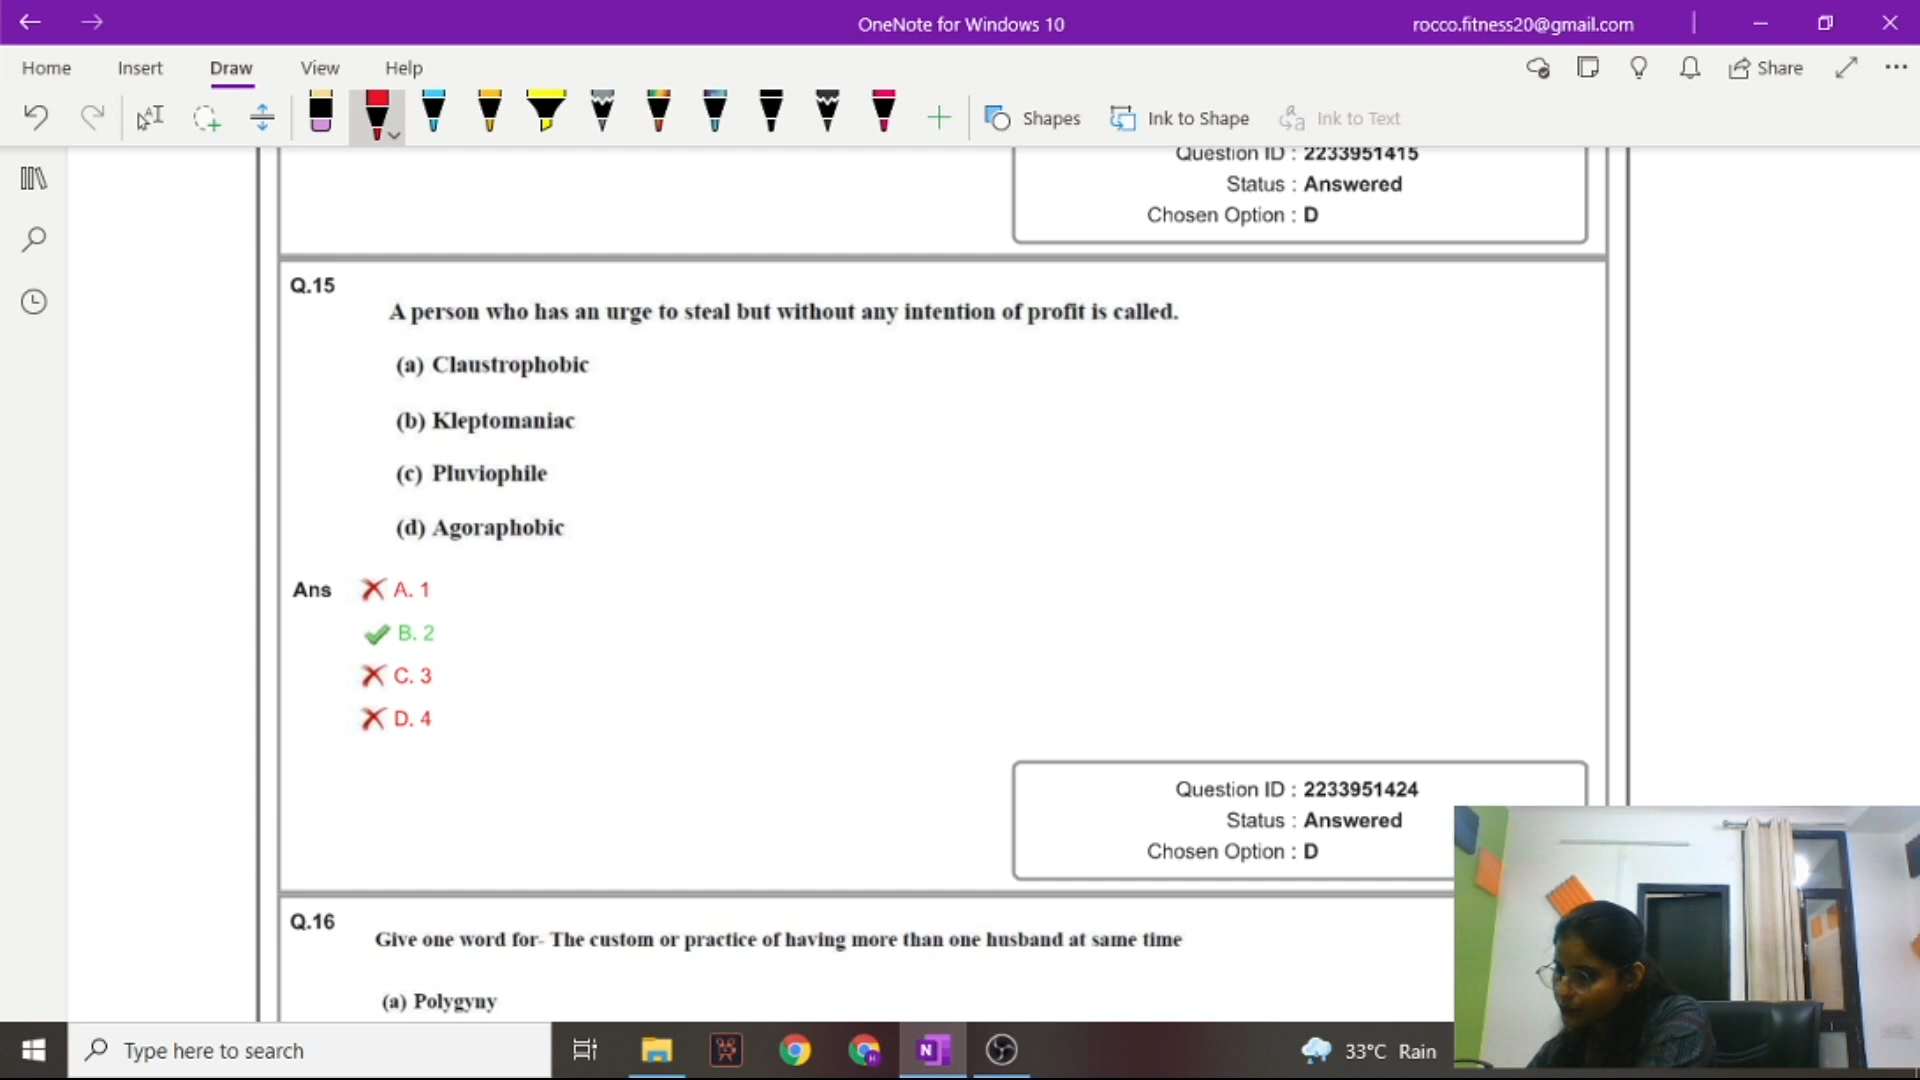 OneNote for Windows 10
rocco.fitness20@gmail.com
Home Insert Draw View Help
Share
Shapes
Ink to Shape
Ink to Text
Question ID : 2233951415
Status : Answered
Chosen Option : D
Q.15
A person who has an urge to steal but without any intention of profit is called.
(a) Claustrophobic
(b) Kleptomaniac
(c) Pluviophile
(d) Agoraphobic
Ans
A. 1
B. 2
C. 3
D. 4
Question ID : 2233951424
Status : Answered
Chosen Option : D
Q.16
Give one word for- The custom or practice of having more than one husband at same time
(a) Polygyny
Type here to search
33°C Rain